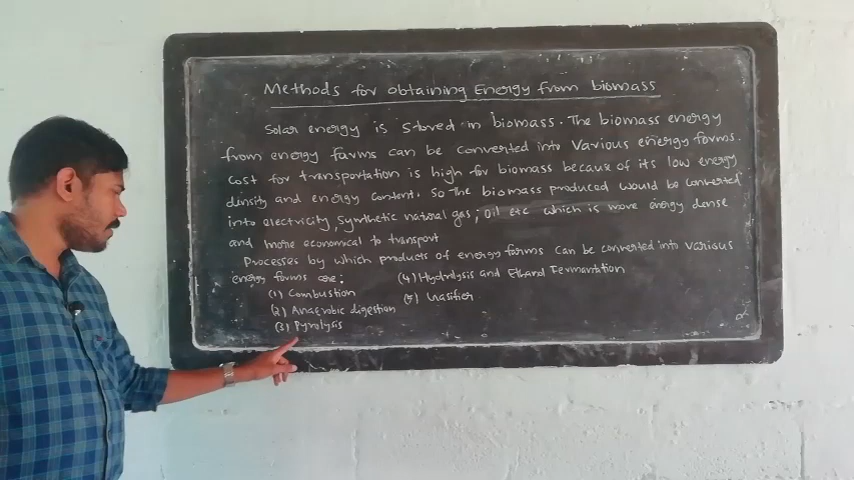 Methods for obtaining Energy from biomass
Solar energy is stored in biomass. The biomass energy
from energy farms can be converted into various energy forms.
Cost for transportation is high for biomass because of its low energy
density and energy content. So the biomass produced would be converted
into electricity, synthetic natural gas, oil etc which is more energy dense
and more economical to transport
Processes by which products of energy farms can be converted into various
energy forms are:
(1) Combustion
(2) Anaerobic digestion
(3) Pyrolysis
(4) Hydrolysis and Ethanol Fermantation
(5) Gasifier